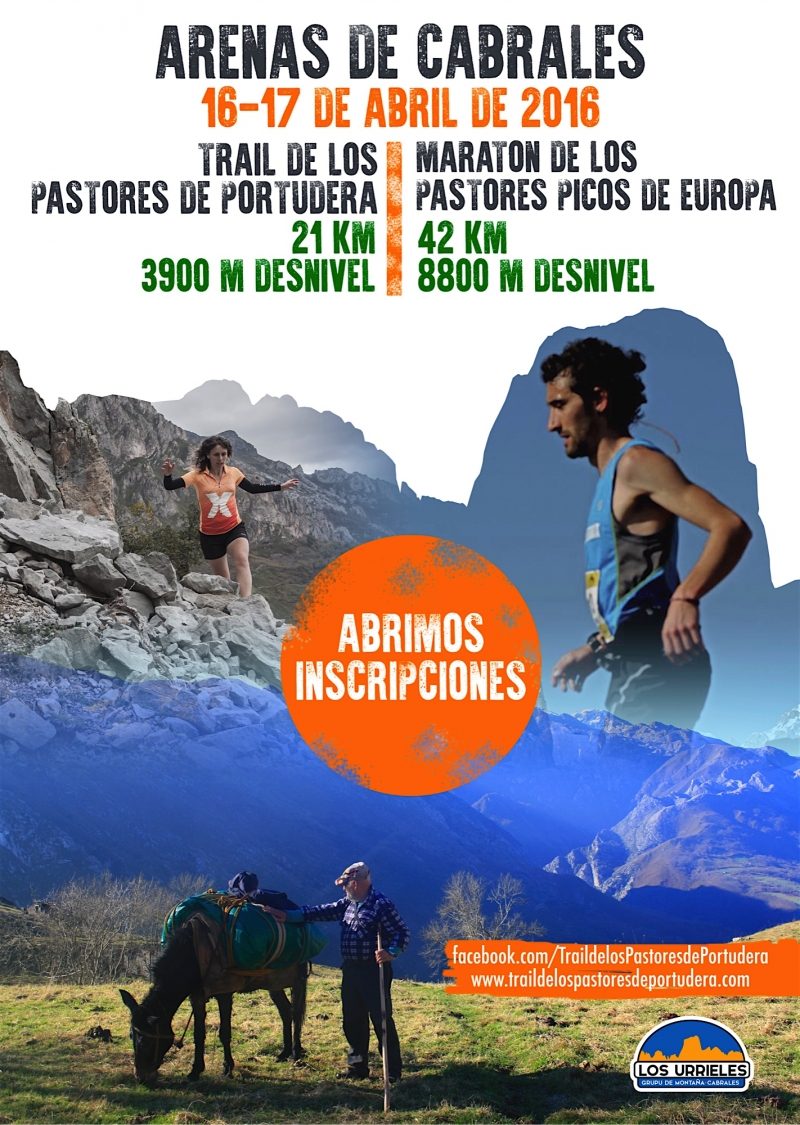 ARENAS DE CABRALES
16-17 DE ABRIL DE 2016
TRAIL DE LOS
PASTORES DE PORTUDERA
21 KM
3900 M DESNIVEL
MARATON DE LOS
PASTORES PICOS DE EUROPA
42 KM
8800 M DESNIVEL
X
ABRIMOS
INSCRIPCIONES
facebook.com/TraildelosPastoresdePortudera
www.traildelospastoresdeportudera.com
LOS URRIELES
GRUPU DE MONTAÑA·CABRALES